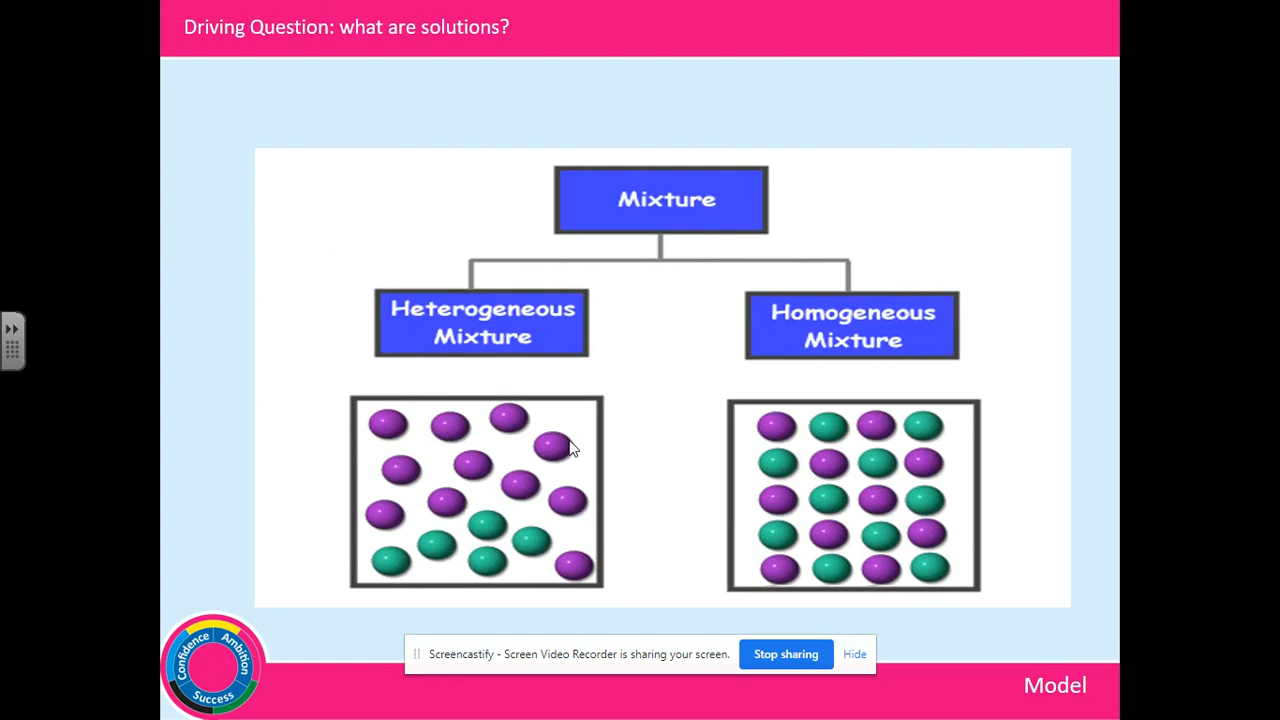 Driving Question: what are solutions?
Mixture
Heterogeneous
Mixture
Homogeneous
Mixture
Confidence
Ambition
Success
Screencastify - Screen Video Recorder is sharing your screen.
Stop sharing
Hide
Model